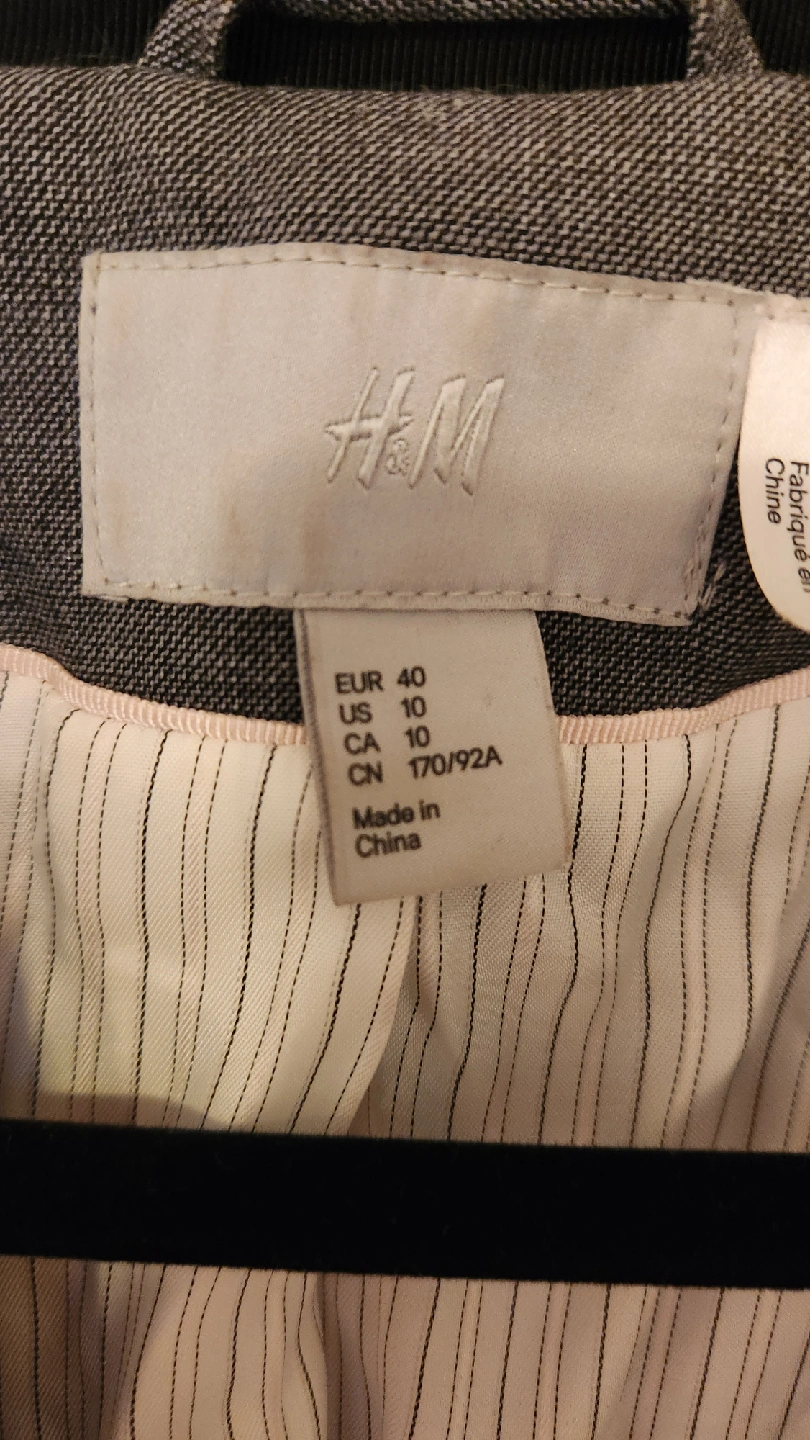 H&M
EUR 40
US 10
CA 10
CN 170/92A
Made in
China
Fabriqué en
Chine